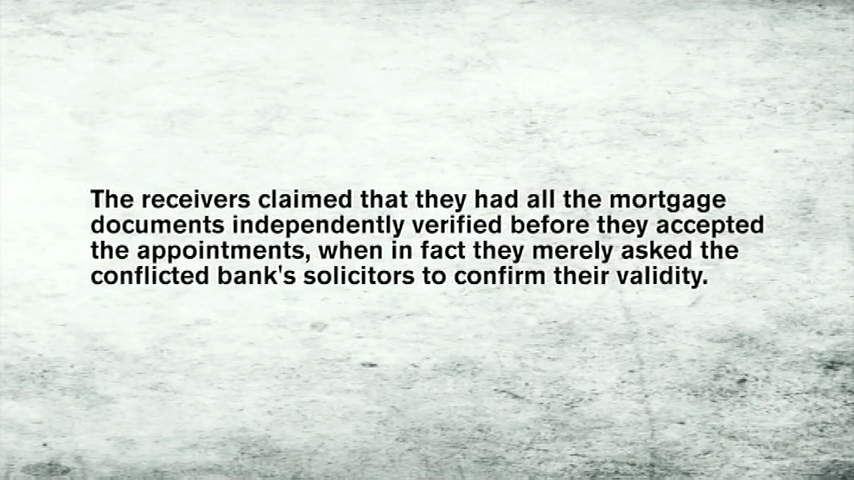 The receivers claimed that they had all the mortgage
documents independently verified before they accepted
the appointments, when in fact they merely asked the
conflicted bank's solicitors to confirm their validity.